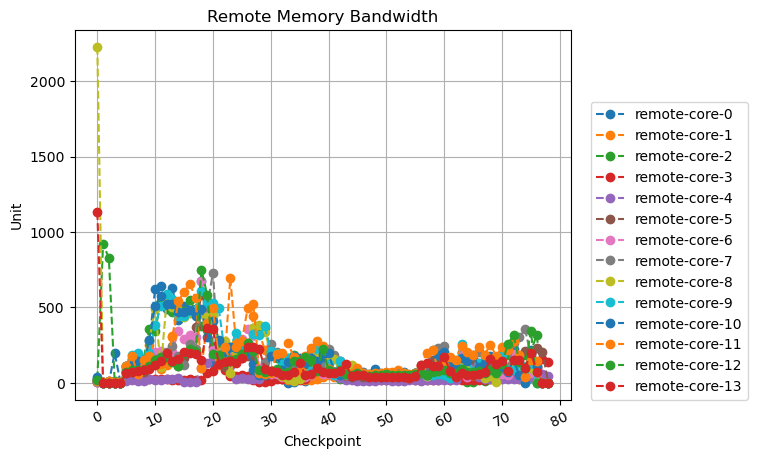 Remote Memory Bandwidth
Unit
2000
1500
1000
500
0
0 10 20 30 40 50 60 70 80
Checkpoint
remote-core-0
remote-core-1
remote-core-2
remote-core-3
remote-core-4
remote-core-5
remote-core-6
remote-core-7
remote-core-8
remote-core-9
remote-core-10
remote-core-11
remote-core-12
remote-core-13